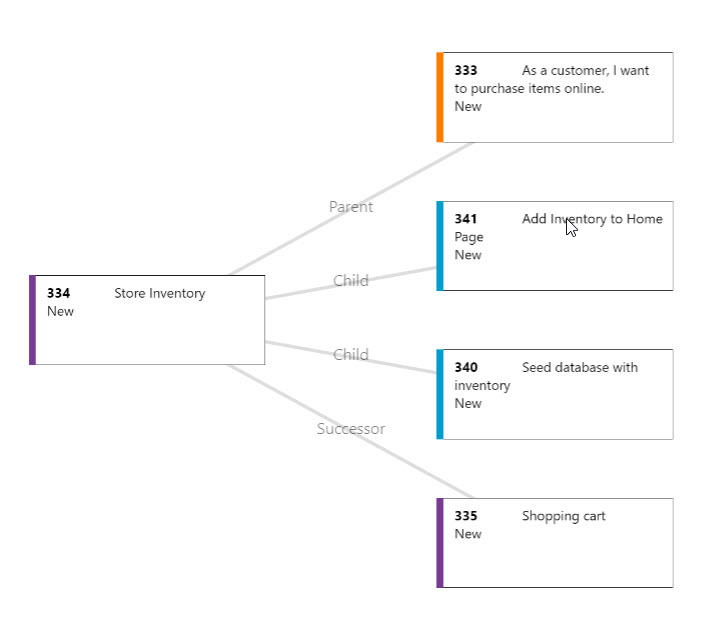 333 As a customer, I want
to purchase items online.
New
Parent
341 Add Inventory to Home
Page
New
334 Store Inventory
New
Child
Child
340 Seed database with
inventory
New
Successor
335 Shopping cart
New